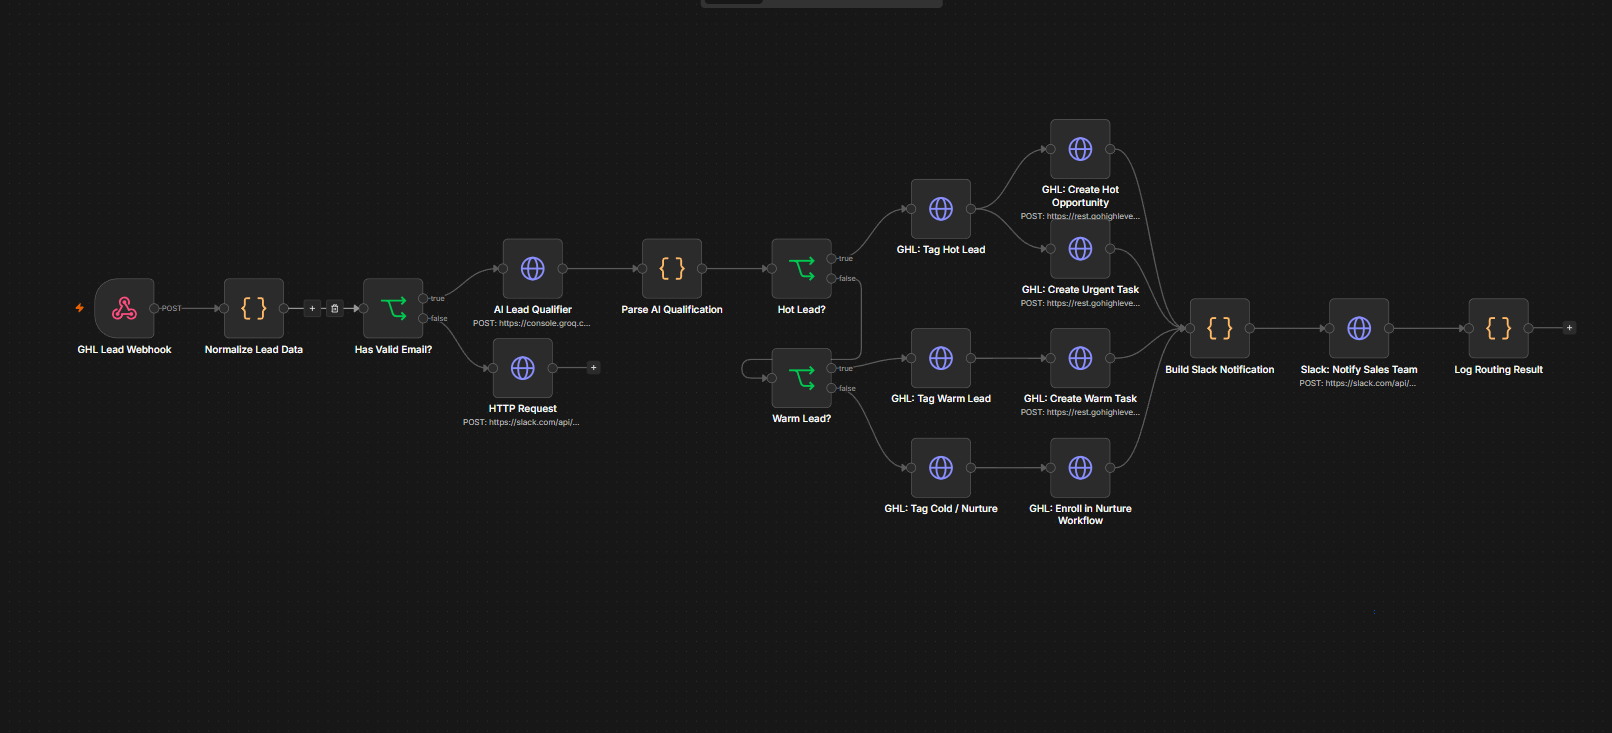 GHL: Create Hot
Opportunity
POST: https://rest.gohighleve...
GHL: Tag Hot Lead
GHL: Create Urgent Task
POST: https://rest.gohighleve...
true
false
AI Lead Qualifier
POST: https://console.groq.c...
Parse AI Qualification
Hot Lead?
true
false
POST
GHL Lead Webhook
Normalize Lead Data
Has Valid Email?
HTTP Request
POST: https://slack.com/api/...
true
false
Warm Lead?
GHL: Tag Warm Lead
GHL: Create Warm Task
POST: https://rest.gohighleve...
Build Slack Notification
Slack: Notify Sales Team
POST: https://slack.com/api/...
Log Routing Result
GHL: Tag Cold / Nurture
GHL: Enroll in Nurture
Workflow